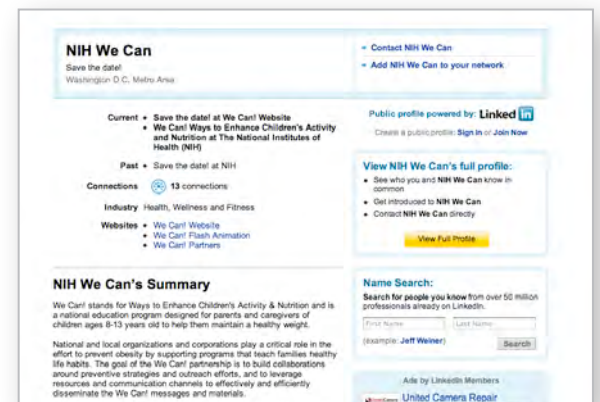 NIH We Can
Save the date!
Washington D.C. Metro Area
Contact NIH We Can
Add NIH We Can to your network
Current • Save the date! at We Can! Website
• We Can! Ways to Enhance Children's Activity
and Nutrition at The National Institutes of
Health (NIH)
Past • Save the date! at NIH
Connections 13 connections
Industry Health, Wellness and Fitness
Websites • We Can! Website
• We Can! Flash Animation
• We Can! Partners
Public profile powered by: Linked in
Create a public profile: Sign In or Join Now
View NIH We Can's full profile:
• See who you and NIH We Can know in
common
• Get introduced to NIH We Can
• Contact NIH We Can directly
View Full Profile
NIH We Can's Summary
We Can! stands for Ways to Enhance Children's Activity & Nutrition and is
a national education program designed for parents and caregivers of
children ages 8-13 years old to help them maintain a healthy weight.
National and local organizations and corporations play a critical role in the
effort to prevent obesity by supporting programs that teach families healthy
life habits. The goal of the We Can! partnership is to build collaborations
around preventive strategies and outreach efforts, and to leverage
resources and communication channels to effectively and efficiently
disseminate the We Can! messages and materials.
Name Search:
Search for people you know from over 50 million
professionals already on LinkedIn.
First Name
Last Name
(example: Jeff Weiner)
Search
Ads by LinkedIn Members
United Camera Repair